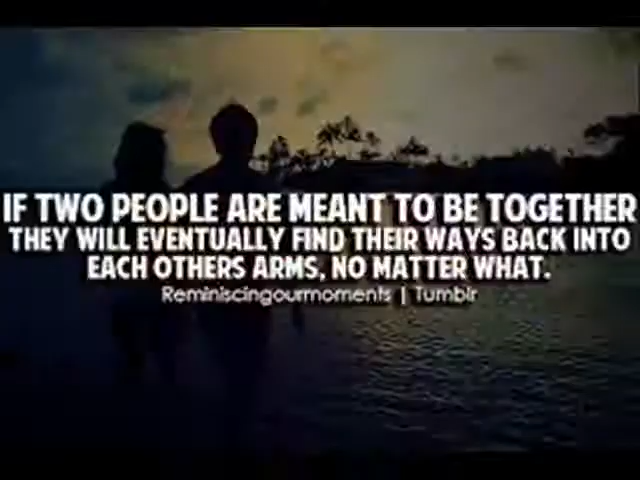 IF TWO PEOPLE ARE MEANT TO BE TOGETHER
THEY WILL EVENTUALLY FIND THEIR WAYS BACK INTO
EACH OTHERS ARMS, NO MATTER WHAT.
Reminiscingourmoments | Tumblr